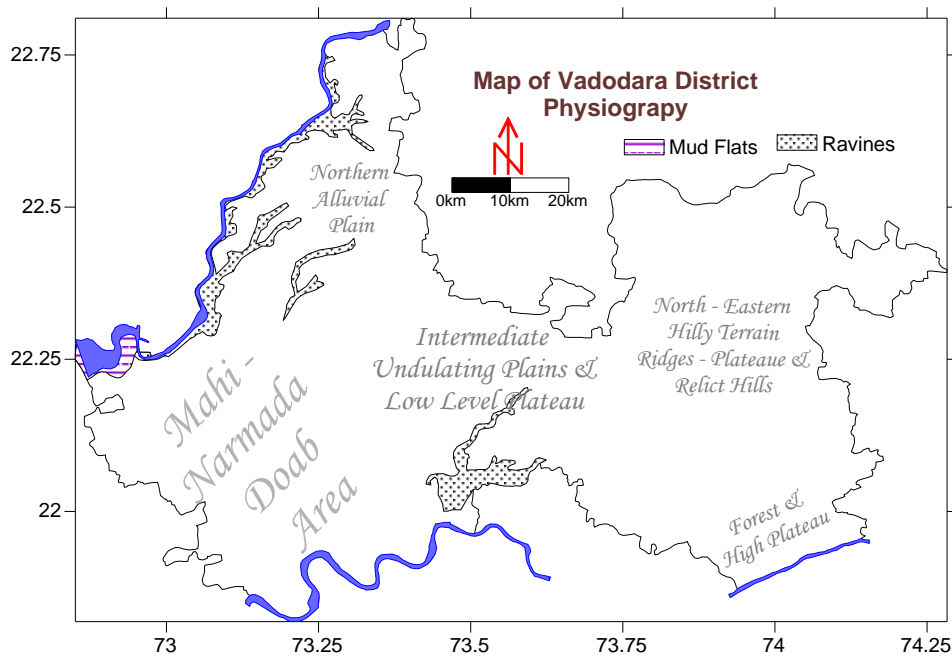 22.75
22.5
22.25
22
Map of Vadodara District
Physiograpy
N
Mud Flats
Ravines
0km 10km 20km
Northern
Alluvial
Plain
Intermediate
Undulating Plains &
Low Level Plateau
North - Eastern
Hilly Terrain
Ridges - Plateaue &
Relict Hills
Mahi -
Narmada
Doab
Area
Forest &
High Plateau
73 73.25 73.5 73.75 74 74.25